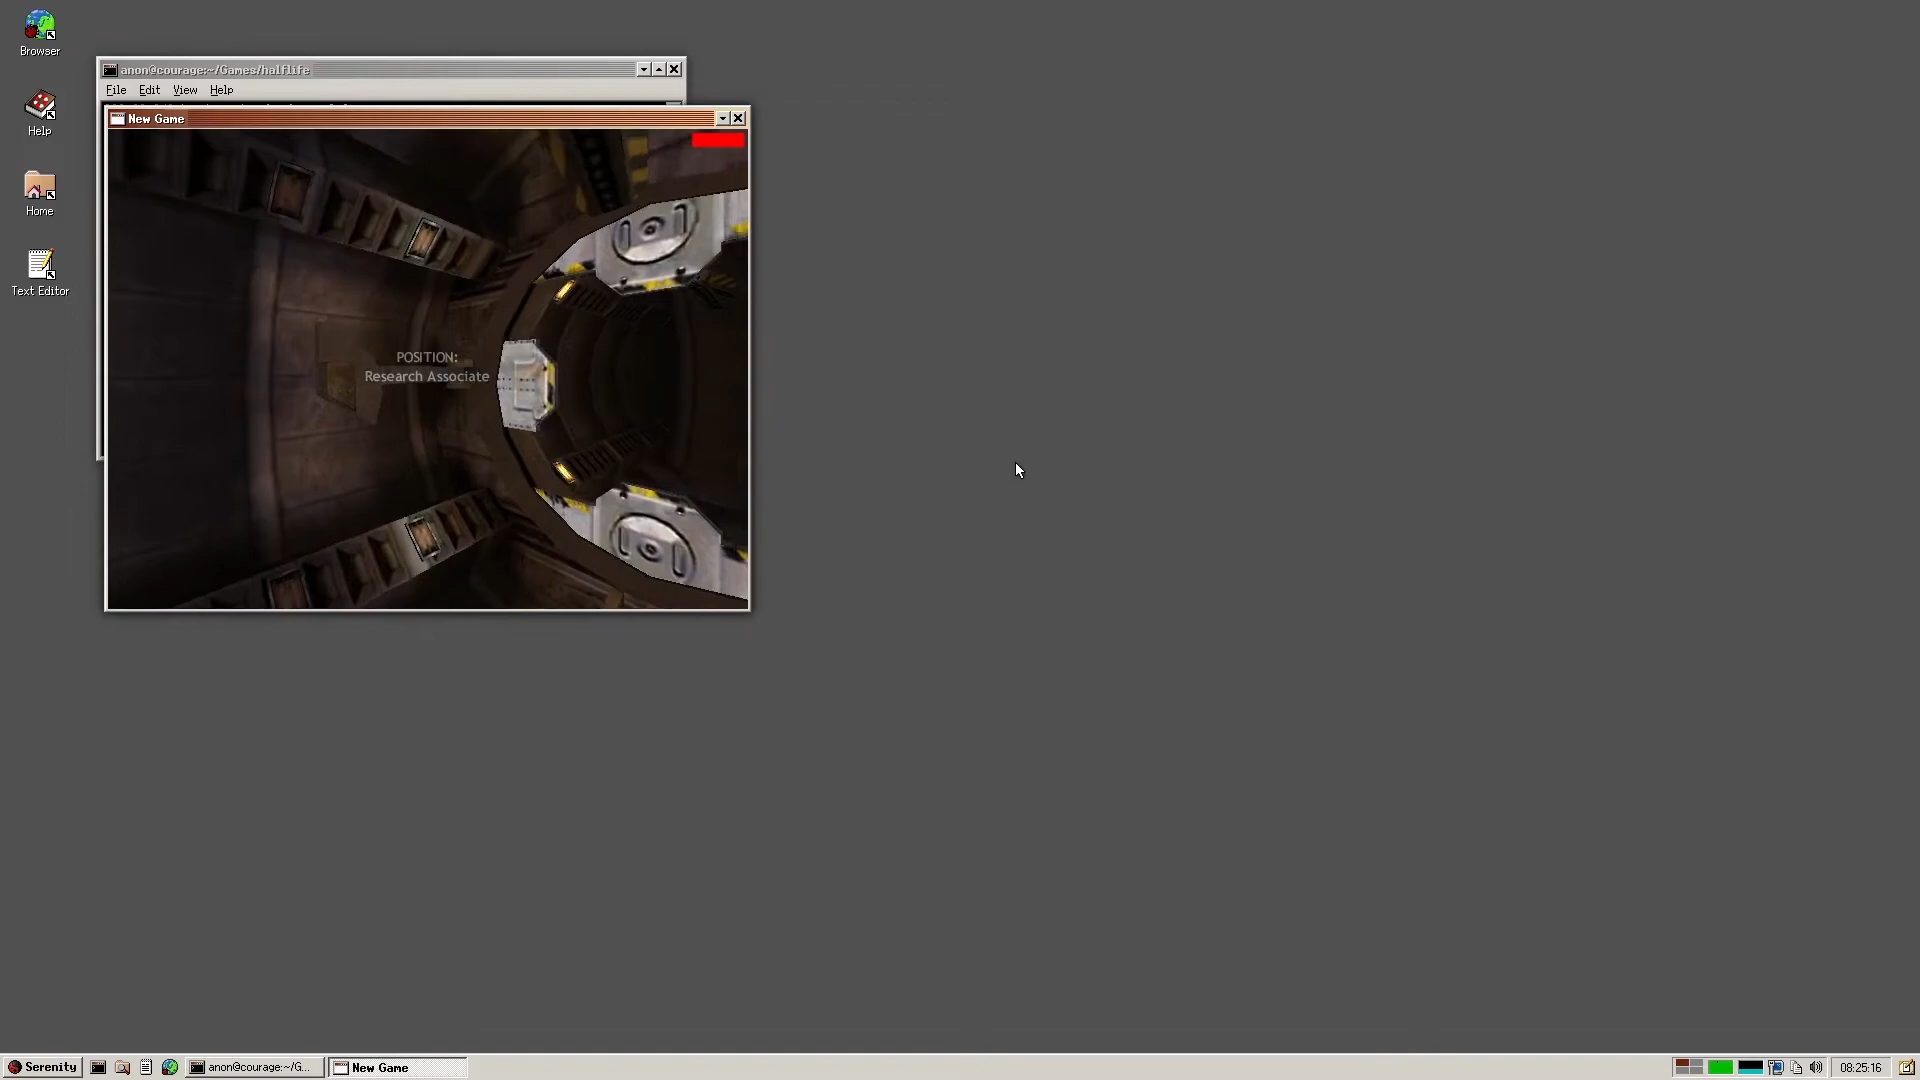 Browser
Help
Home
Text Editor
anon@courage:~/Games/halflife
File Edit View Help
New Game
POSITION:
Research Associate
Serenity
anon@courage:~/G...
New Game
08:25:16